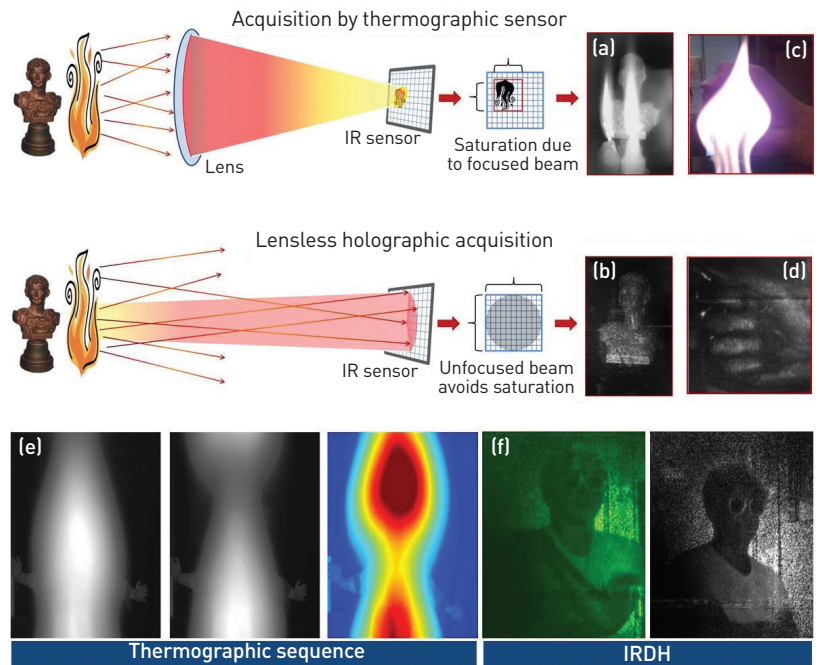 Acquisition by thermographic sensor
(a)
(c)
Lens
IR sensor
Saturation due
to focused beam
Lensless holographic acquisition
(b)
(d)
IR sensor
Unfocused beam
avoids saturation
(e)
(f)
Thermographic sequence
IRDH